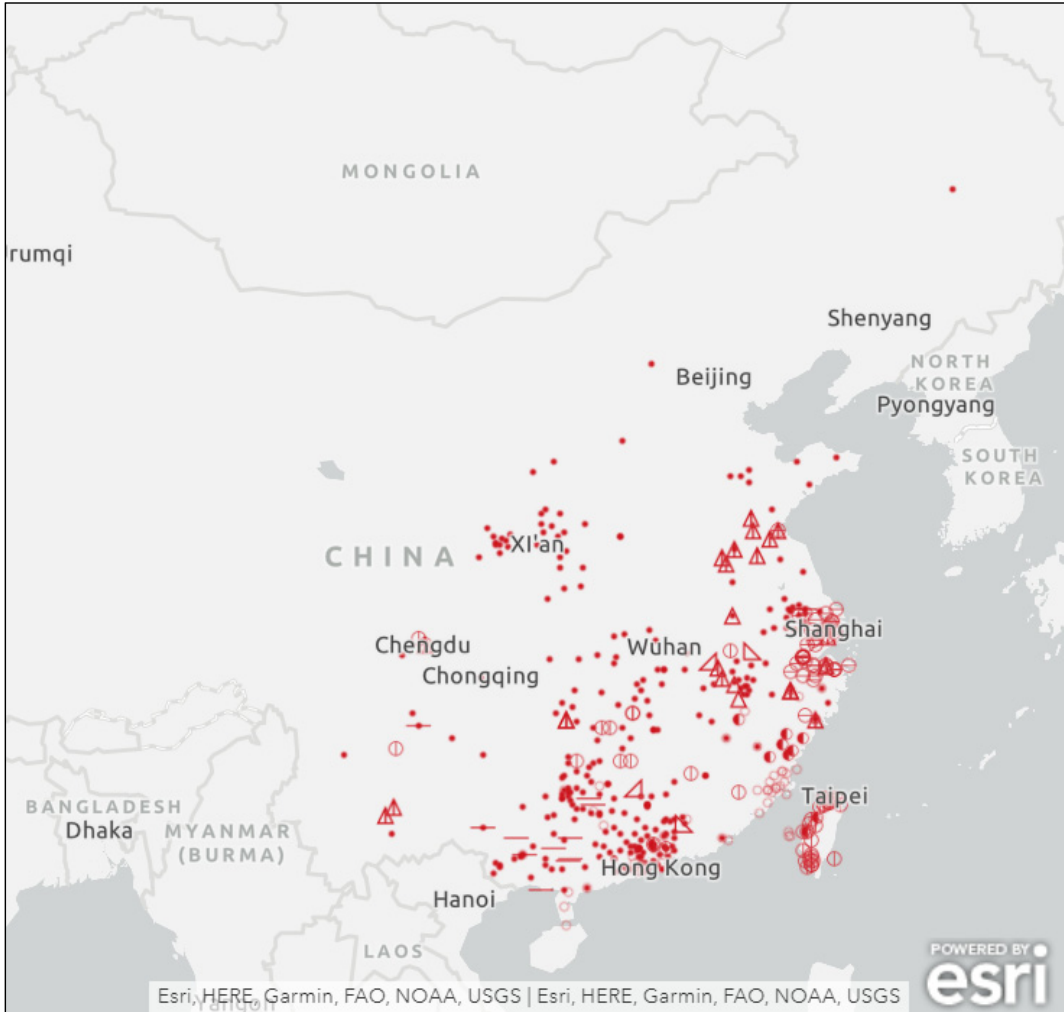 MONGOLIA
rumqi
Shenyang
Beijing
NORTH
KOREA
Pyongyang
SOUTH
KOREA
XI'an
CHINA
Shanghai
Chengdu
Wuhan
Chongqing
Taipei
BANGLADESH
Dhaka
MYANMAR
(BURMA)
Hong Kong
Hanoi
LAOS
Yangon
POWERED BY
esri
Esri, HERE, Garmin, FAO, NOAA, USGS | Esri, HERE, Garmin, FAO, NOAA, USGS